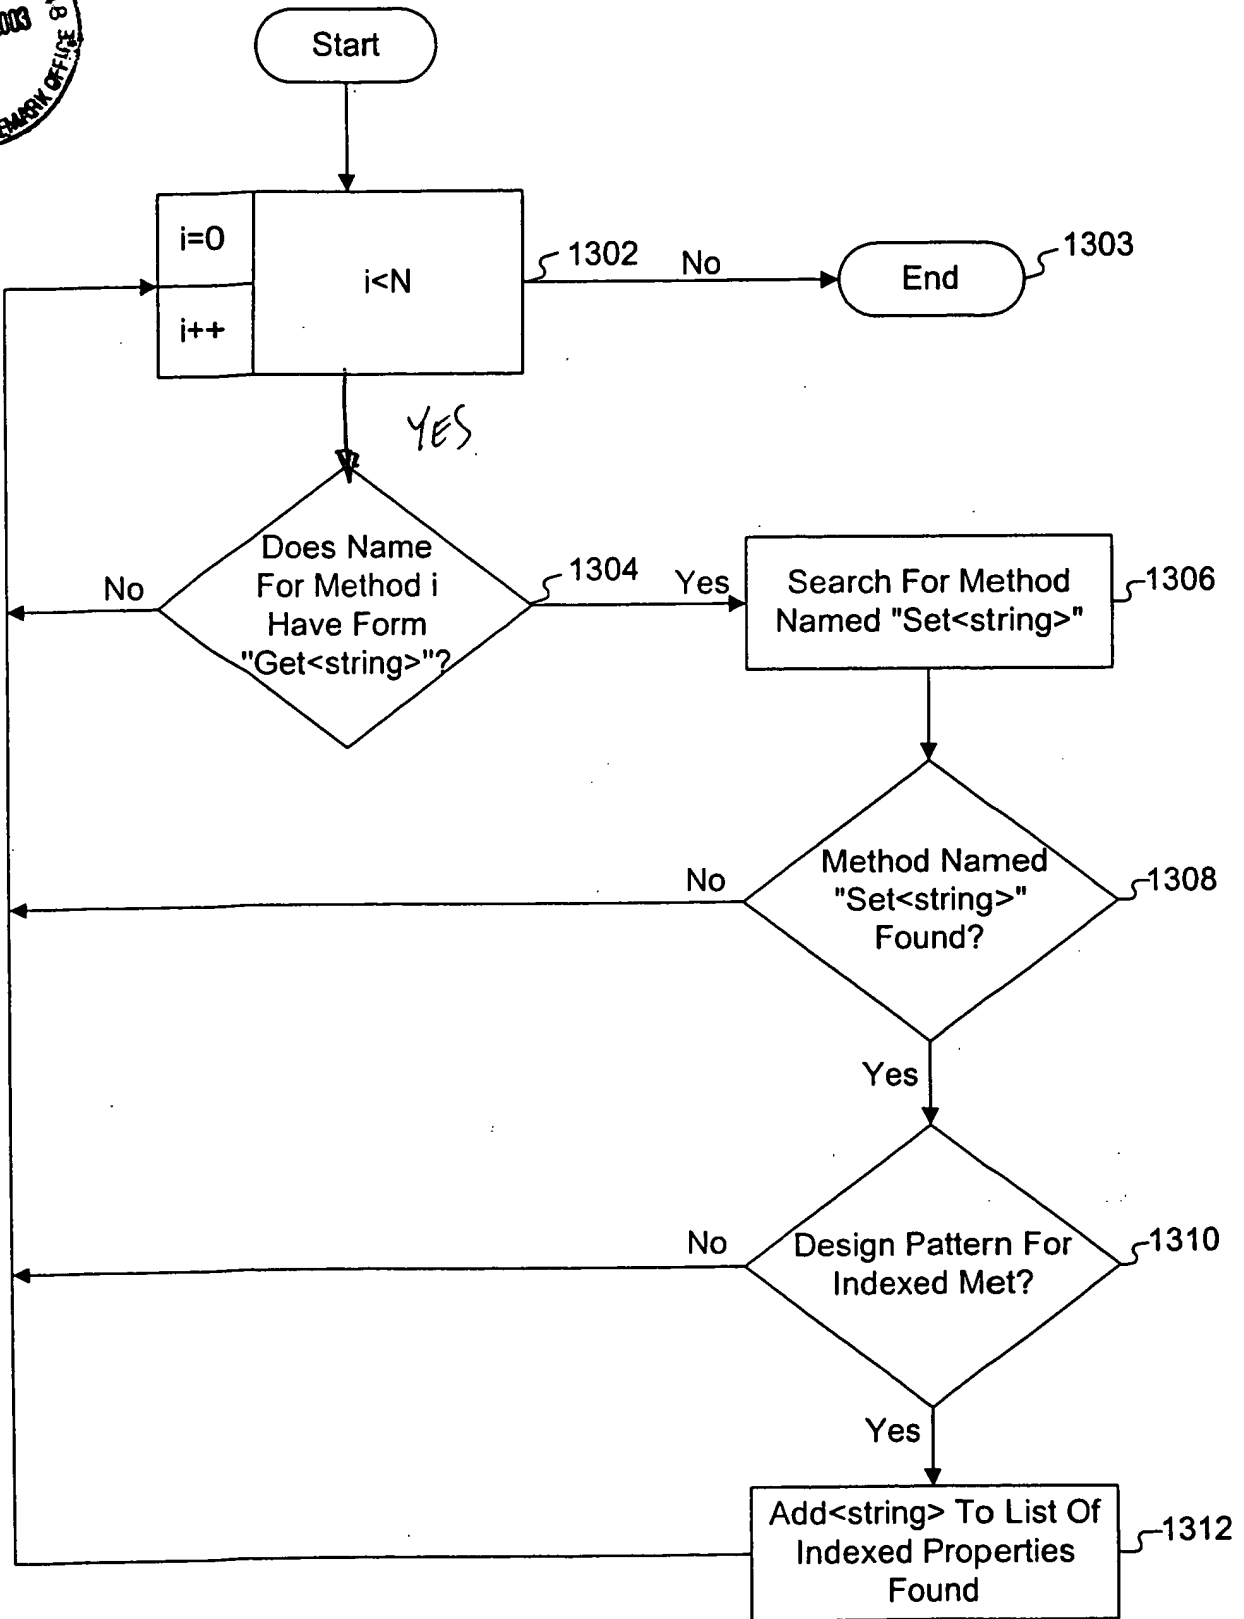 Start
i=0
i<N
i++
1302
No
End
1303
YES
Does Name
For Method i
Have Form
"Get<string>"?
No
1304
Yes
Search For Method
Named "Set<string>"
1306
Method Named
"Set<string>"
Found?
No
1308
Yes
Design Pattern For
Indexed Met?
No
1310
Yes
Add<string> To List Of
Indexed Properties
Found
1312
OFFICE